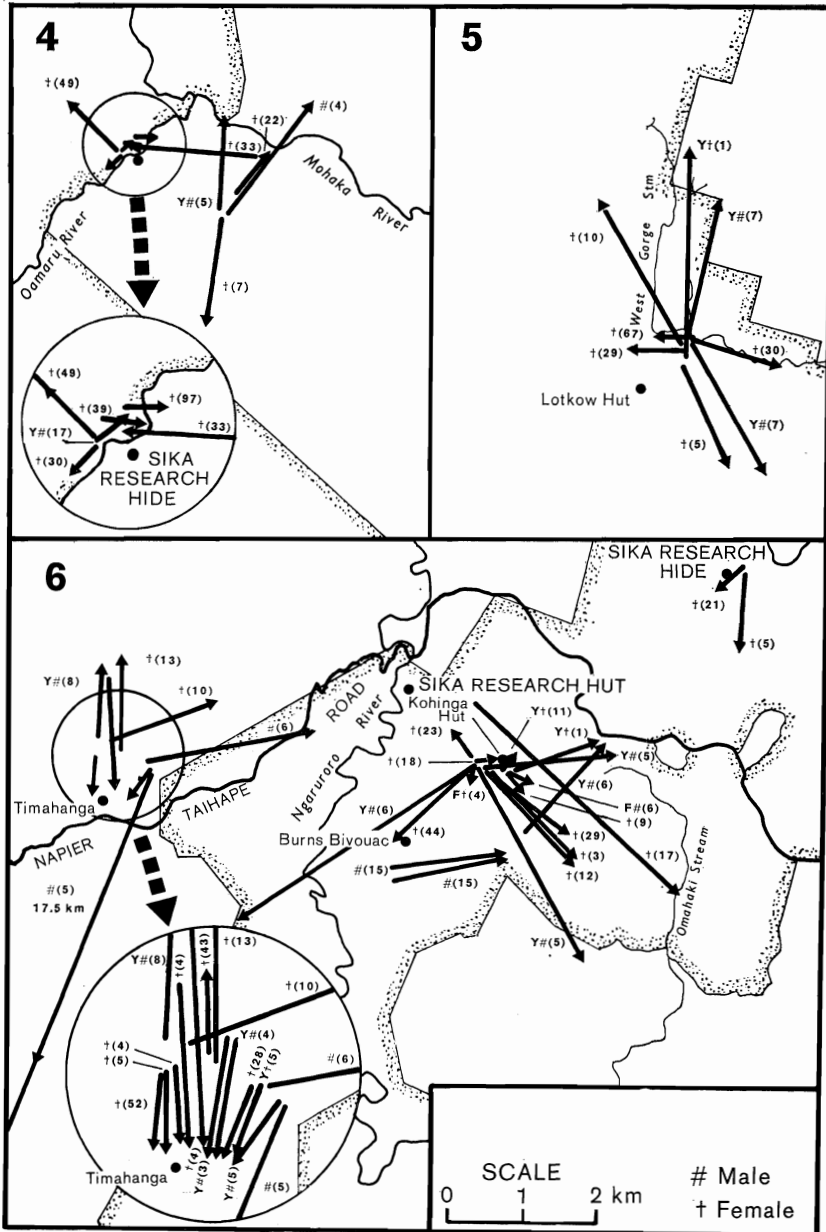 4
†(49)
#(4)
†(22)
†(33)
Y#(5)
Mohaka River
Oamaru River
†(7)
†(49)
†(97)
†(39)
†(33)
Y#(17)
†(30)
SIKA
RESEARCH
HIDE
5
Y†(1)
West Gorge Stm
Y#(7)
†(10)
†(67)
†(29)
†(30)
Lotkow Hut
Y#(7)
†(5)
6
SIKA RESEARCH
HIDE
†(21)
†(5)
†(13)
Y#(8)
†(10)
#(6)
ROAD
Ngaruroro River
SIKA RESEARCH HUT
Kohinga
Hut
Y†(11)
†(23)
Y†(1)
Y#(5)
†(18)
Y#(6)
F†(4)
F#(6)
†(9)
Timahanga
TAIHAPE
Y#(6)
†(44)
†(29)
Burns Bivouac
†(3)
†(17)
NAPIER
†(12)
#(15)
#(15)
Omahaki Stream
#(5)
17.5 km
Y#(5)
†(13)
†(43)
Y#(8)
†(4)
†(10)
Y#(4)
†(4)
†(28)
Y†(5)
†(5)
#(6)
†(52)
†(4)
Y#(3)
Y#(5)
Timahanga
#(5)
SCALE
# Male
0 1 2 km
† Female